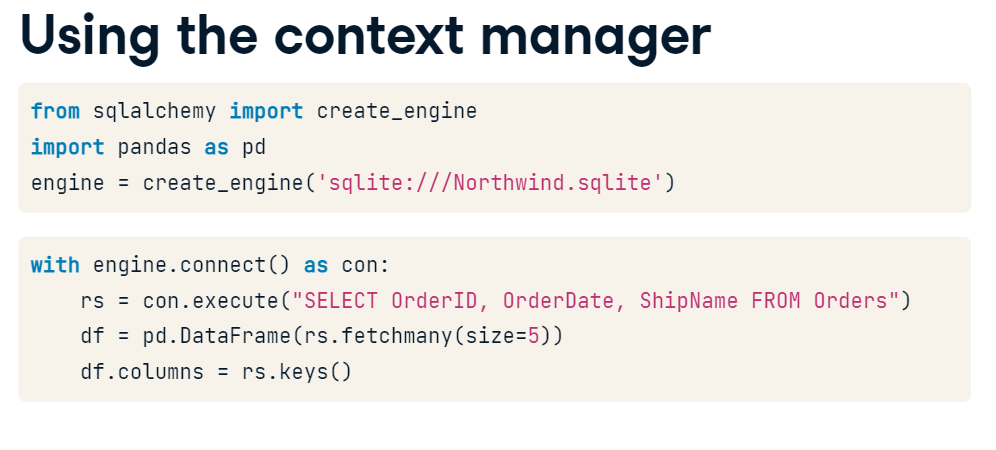 Using the context manager
from sqlalchemy import create_engine
import pandas as pd
engine = create_engine('sqlite:///Northwind.sqlite')
with engine.connect() as con:
    rs = con.execute("SELECT OrderID, OrderDate, ShipName FROM Orders")
    df = pd.DataFrame(rs.fetchmany(size=5))
    df.columns = rs.keys()